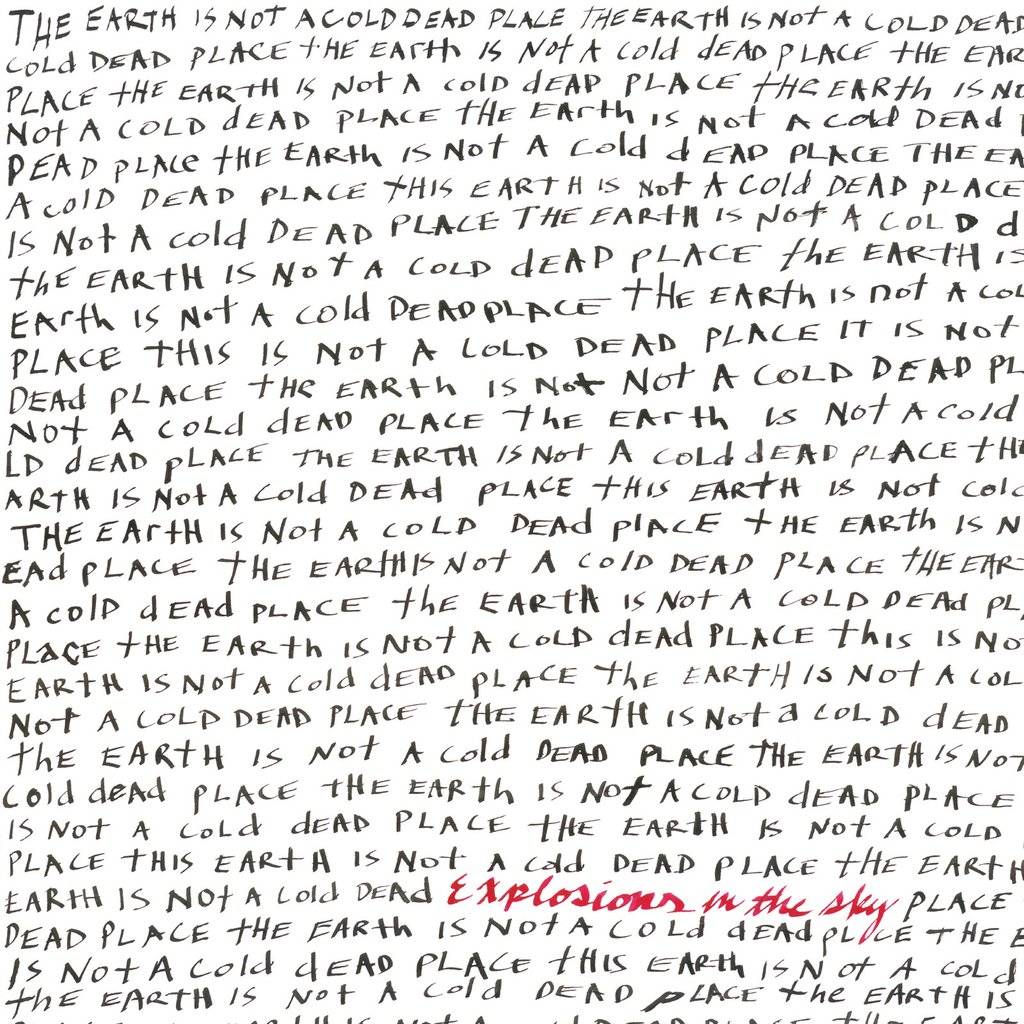 THE EARTH IS NOT A COLD DEAD PLACE THE EARTH IS NOT A COLD DEAD
COLD DEAD PLACE tHE EARth IS Not A cold dEAD PLACE tHE EAR
PLACE tHE EARtH IS Not A cold dEAD PLACE tHE EARth IS NO
Not A COLD dEAD PLACE tHE EArth IS Not A cold DEAD P
DEAD pLAce tHE EARth IS Not A cold dEAD PLACE THE EA
A colD DEAD PLACE tHIS EARTH IS Not A Cold DEAD pLACE
IS Not A cold DEAD PLACE THE EARtH IS Not A COLD d
thE EARTH IS NoT A COLD dEAD PLACE the EARTH IS
EArth IS Not A cold DEAD PLACE tHE EARth IS not A COL
PLACE THIS IS Not A COLD DEAD PLACE IT IS Not
DEAd PLACE tHe EARth IS Not Not A COLD DEAD PL
Not A COLd dEAD PLACE The EArth IS Not A Cold
LD dEAD pLACE THE EARTH IS Not A COLd dEAD pLACE tHE
ARTH IS Not A Cold DEAd PLACE tHIS EARtH IS Not colD
THE EArtH IS Not A COLD DEAd plACE tHE EARth IS N
EAd PLACE THE EARtH IS Not A colD DEAD PLACE tHE EAR
A colD dEAd PLACE the EARtH IS Not A COLD DEAd PL
PLACE tHE EARth IS Not A COLD dEAd PLACE this IS No
EARtH IS Not A cold dEAD pLACE the EARtH IS Not A COL
Not A COLD DEAD PLACE THE EARTH IS Not a COLD dEAD
thE EARTH IS Not A Cold DEAD PLACE THE EARTH IS NOT
cold deAd PLACE tHE EARth IS Not A COLD dEAD PLACE
IS Not A cold dEAD PLACE tHE EARtH IS Not A COLD
PLACE tHIS EARtH IS Not A cold DEAD PLACE tHE EARTH
EARTH IS Not A Cold DEAd Explosions in the sky PLACE
DEAD PLACE tHE EARth IS Not A COLd dEAd pLACE tHE E
IS Not A Cold dEAD PLACE tHIS EARth IS Not A COLd
the EARTH IS Not A Cold DEAD pLACE the EARtH IS